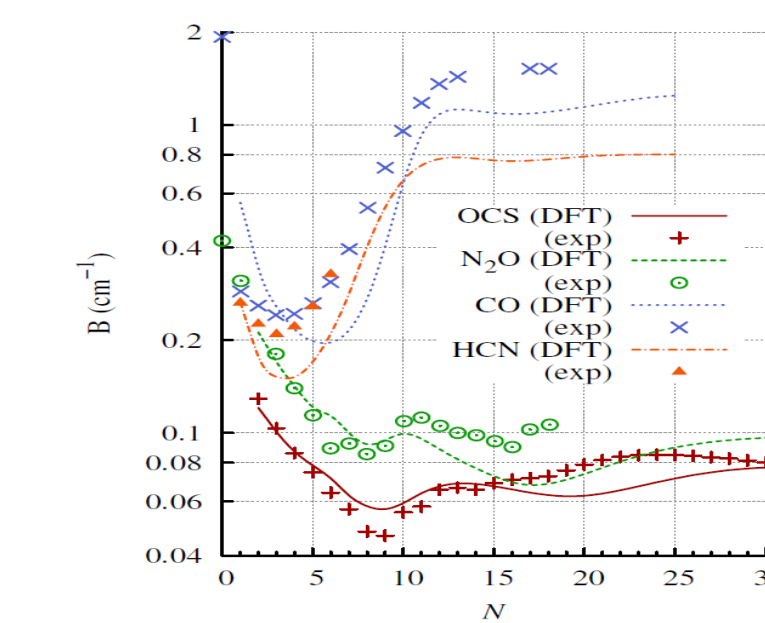 2
1
0.8
0.6
0.4
0.2
0.1
0.08
0.06
0.04
B (cm⁻¹)
OCS (DFT)
(exp)
N₂O (DFT)
(exp)
CO (DFT)
(exp)
HCN (DFT)
(exp)
0 5 10 15 20 25 3
N